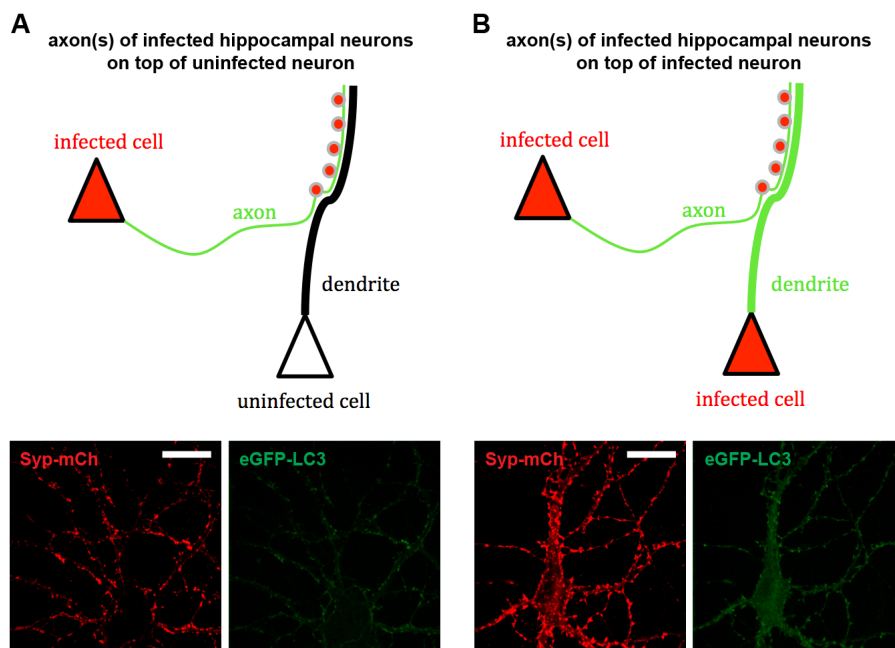 A
axon(s) of infected hippocampal neurons
on top of uninfected neuron
infected cell
axon
dendrite
uninfected cell
Syp-mCh
eGFP-LC3
B
axon(s) of infected hippocampal neurons
on top of infected neuron
infected cell
axon
dendrite
infected cell
Syp-mCh
eGFP-LC3